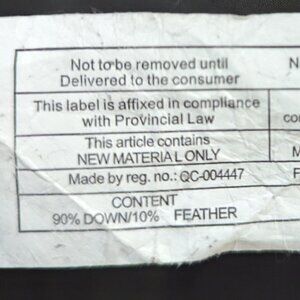 Not to be removed until
Delivered to the consumer
This label is affixed in compliance
with Provincial Law
This article contains
NEW MATERIAL ONLY
Made by reg. no.: QC-004447
CONTENT
90% DOWN/10% FEATHER